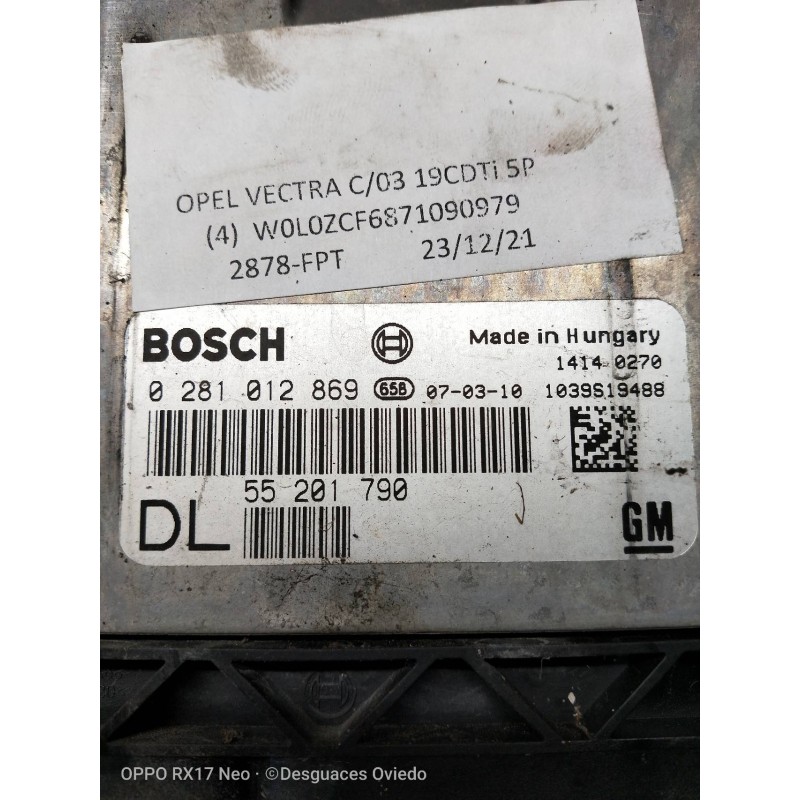 OPEL VECTRA C/03 19CDTi 5P
(4) W0L0ZCF6871090979
2878-FPT 23/12/21
BOSCH Made in Hungary
1414 0270
0 281 012 869 658 07-03-10 1039S19488
55 201 790
DL GM
OPPO RX17 Neo · ©Desguaces Oviedo